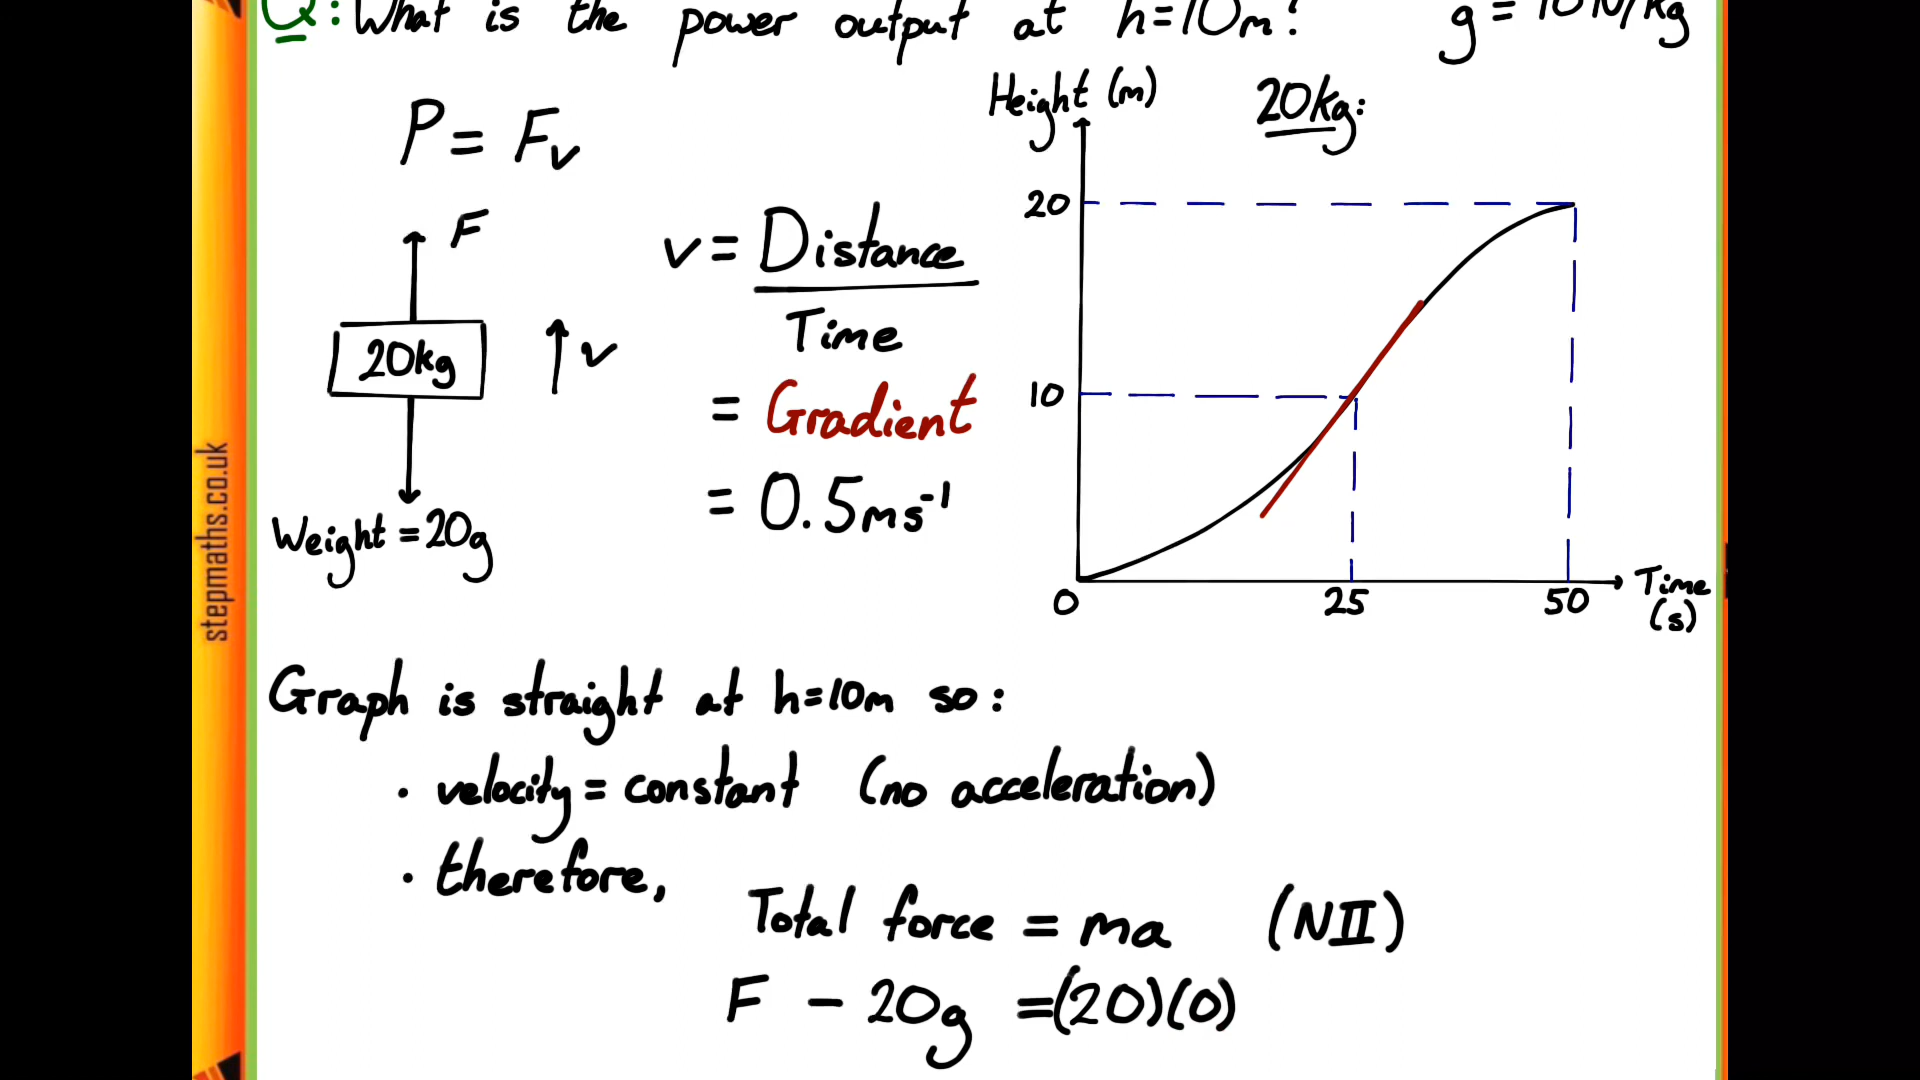 Q: What is the power output at h=10m? g = 10N/kg
Height (m)
20kg:
P = Fv
F
20
v = Distance
Time
20kg
v
= Gradient
10
= 0.5ms⁻¹
Weight = 20g
0 25 50 Time (s)
stepmaths.co.uk
Graph is straight at h=10m so:
• velocity = constant (no acceleration)
• therefore,
Total force = ma (NII)
F - 20g =(20)(0)